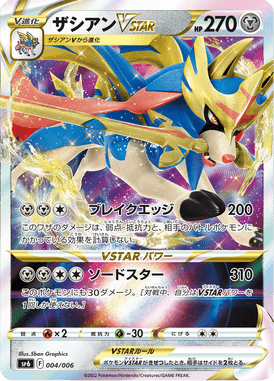 V進化
ザシアンVSTAR
HP 270
ザシアンVから進化
ブレイクエッジ 200
このワザのダメージは、弱点・抵抗力と、相手のバトルポケモンに
かかっている効果を計算しない。
VSTARパワー
ソードスター 310
このポケモンにも30ダメージ。[対戦中、自分はVSTARパワーを
1回しか使えない。]
弱点 ×2 抵抗力 -30 にげる
Illus.5ban Graphics
VSTARルール
ポケモンVSTARがきぜつしたとき、相手はサイドを2枚とる。
SP6 F 004/006
©2022 Pokémon/Nintendo/Creatures/GAME FREAK.